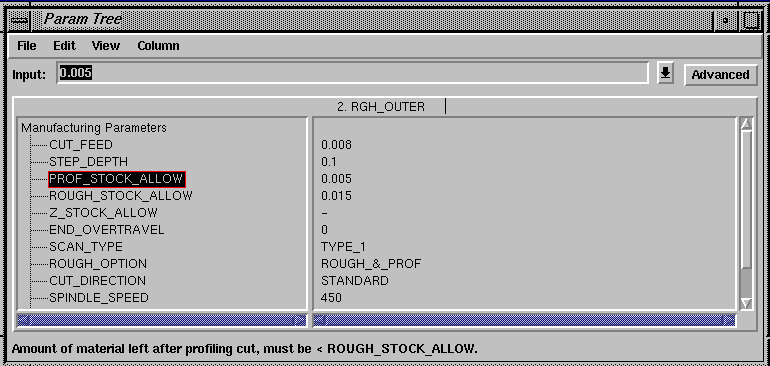 Param Tree
File Edit View Column
Input: 0.005 Advanced
2. RGH_OUTER
Manufacturing Parameters
CUT_FEED 0.008
STEP_DEPTH 0.1
PROF_STOCK_ALLOW 0.005
ROUGH_STOCK_ALLOW 0.015
Z_STOCK_ALLOW -
END_OVERTRAVEL 0
SCAN_TYPE TYPE_1
ROUGH_OPTION ROUGH_&_PROF
CUT_DIRECTION STANDARD
SPINDLE_SPEED 450
Amount of material left after profiling cut, must be < ROUGH_STOCK_ALLOW.